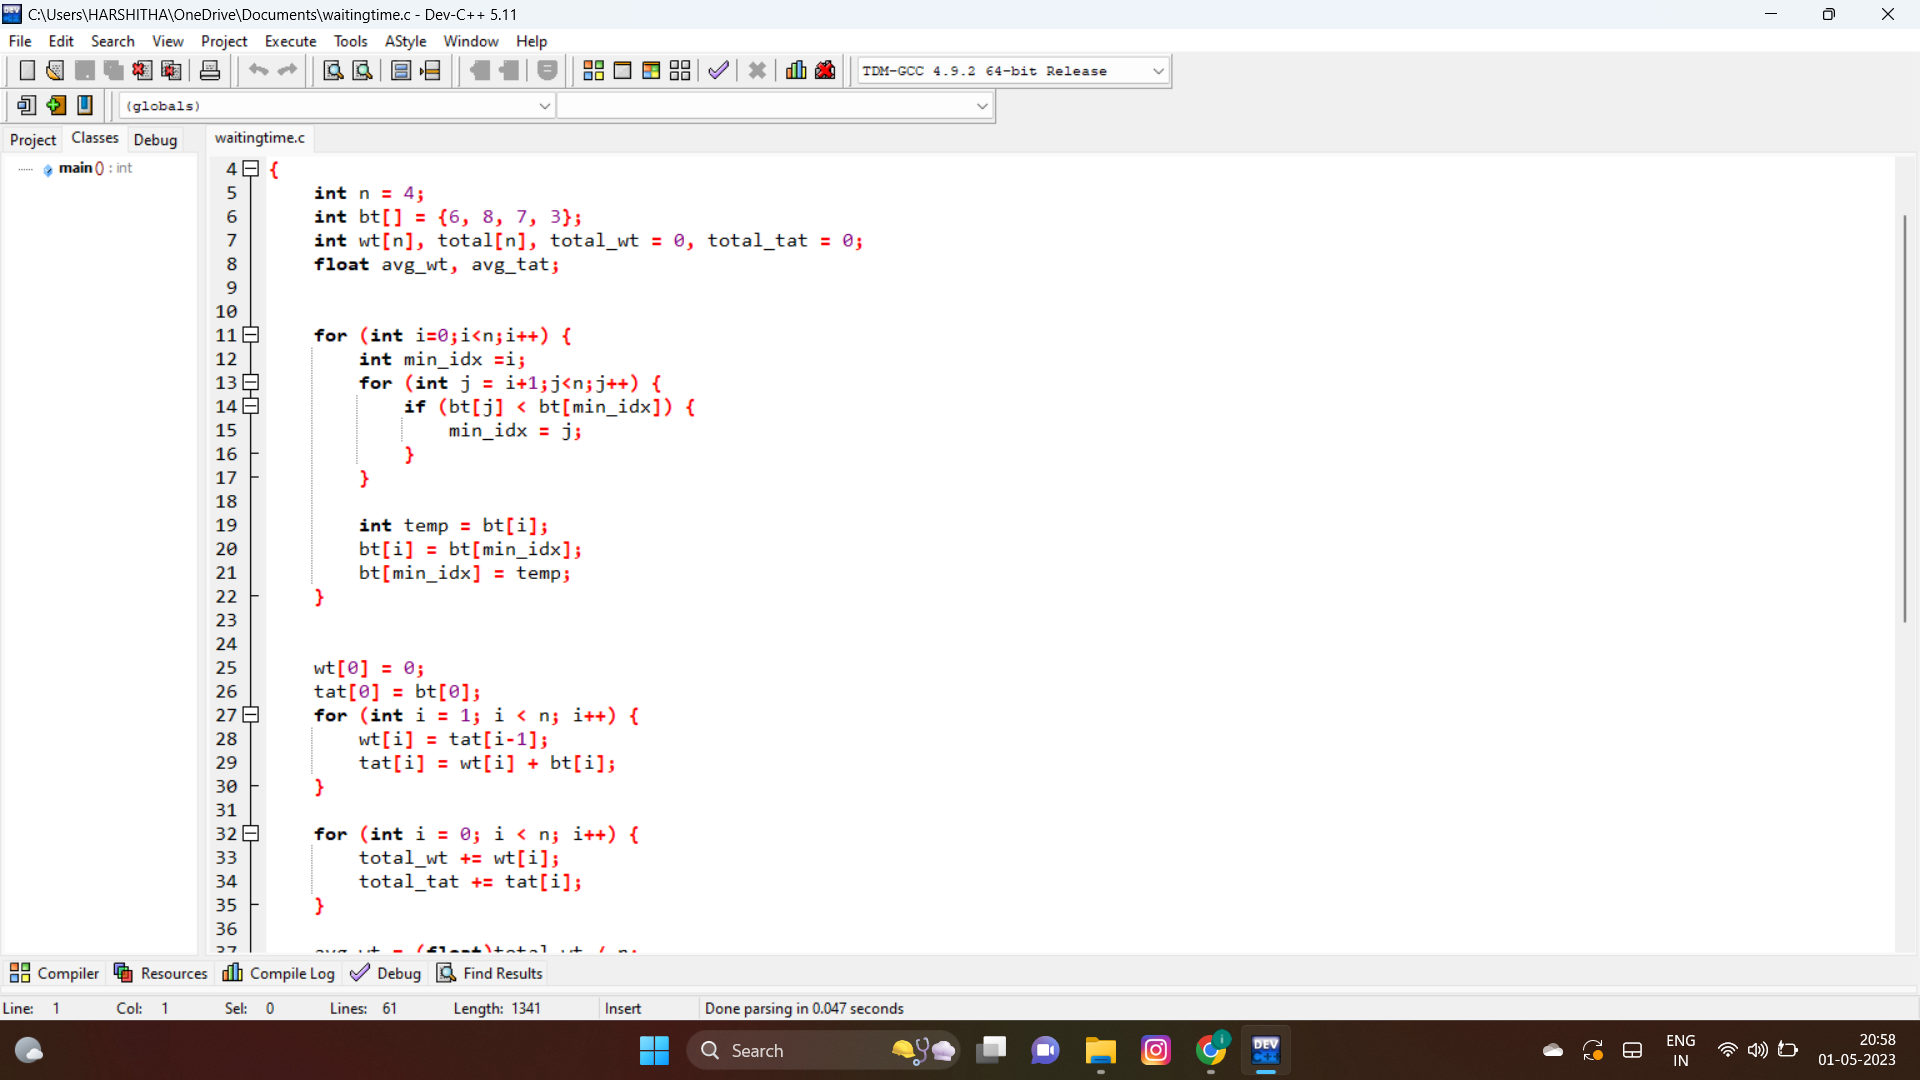 C:\Users\HARSHITHA\OneDrive\Documents\waitingtime.c - Dev-C++ 5.11
File Edit Search View Project Execute Tools AStyle Window Help
TDM-GCC 4.9.2 64-bit Release
(globals)
Project Classes Debug
waitingtime.c
main () : int
4 {
5 int n = 4;
6 int bt[] = {6, 8, 7, 3};
7 int wt[n], total[n], total_wt = 0, total_tat = 0;
8 float avg_wt, avg_tat;
9
10
11 for (int i=0;i<n;i++) {
12 int min_idx =i;
13 for (int j = i+1;j<n;j++) {
14 if (bt[j] < bt[min_idx]) {
15 min_idx = j;
16 }
17 }
18
19 int temp = bt[i];
20 bt[i] = bt[min_idx];
21 bt[min_idx] = temp;
22 }
23
24
25 wt[0] = 0;
26 tat[0] = bt[0];
27 for (int i = 1; i < n; i++) {
28 wt[i] = tat[i-1];
29 tat[i] = wt[i] + bt[i];
30 }
31
32 for (int i = 0; i < n; i++) {
33 total_wt += wt[i];
34 total_tat += tat[i];
35 }
36
37 avg_wt = (float)total_wt / n;
Compiler Resources Compile Log Debug Find Results
Line: 1 Col: 1 Sel: 0 Lines: 61 Length: 1341 Insert Done parsing in 0.047 seconds
Search
DEV
C++
ENG
IN
20:58
01-05-2023